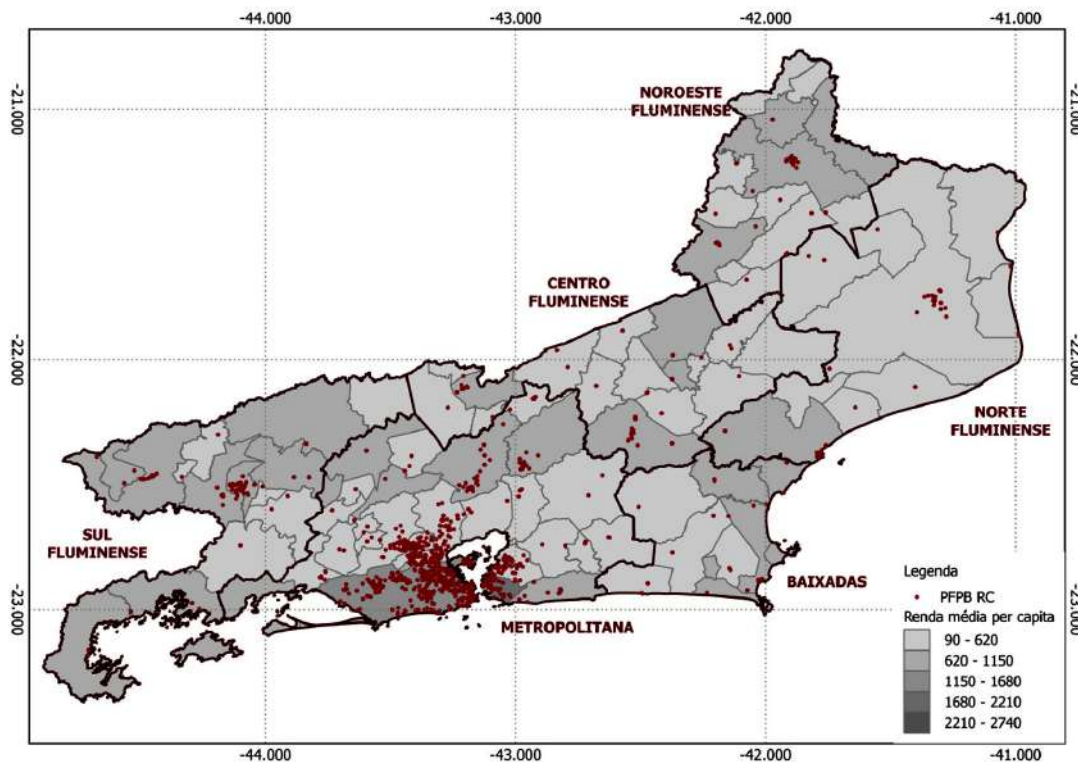 -44.000 -43.000 -42.000 -41.000
NOROESTE
FLUMINENSE
-21.000 -21.000
CENTRO
FLUMINENSE
-22.000 -22.000
NORTE
FLUMINENSE
SUL
FLUMINENSE
BAIXADAS
METROPOLITANA
-23.000 -23.000
Legenda
PFPB RC
Renda média per capita
90 - 620
620 - 1150
1150 - 1680
1680 - 2210
2210 - 2740
-44.000 -43.000 -42.000 -41.000